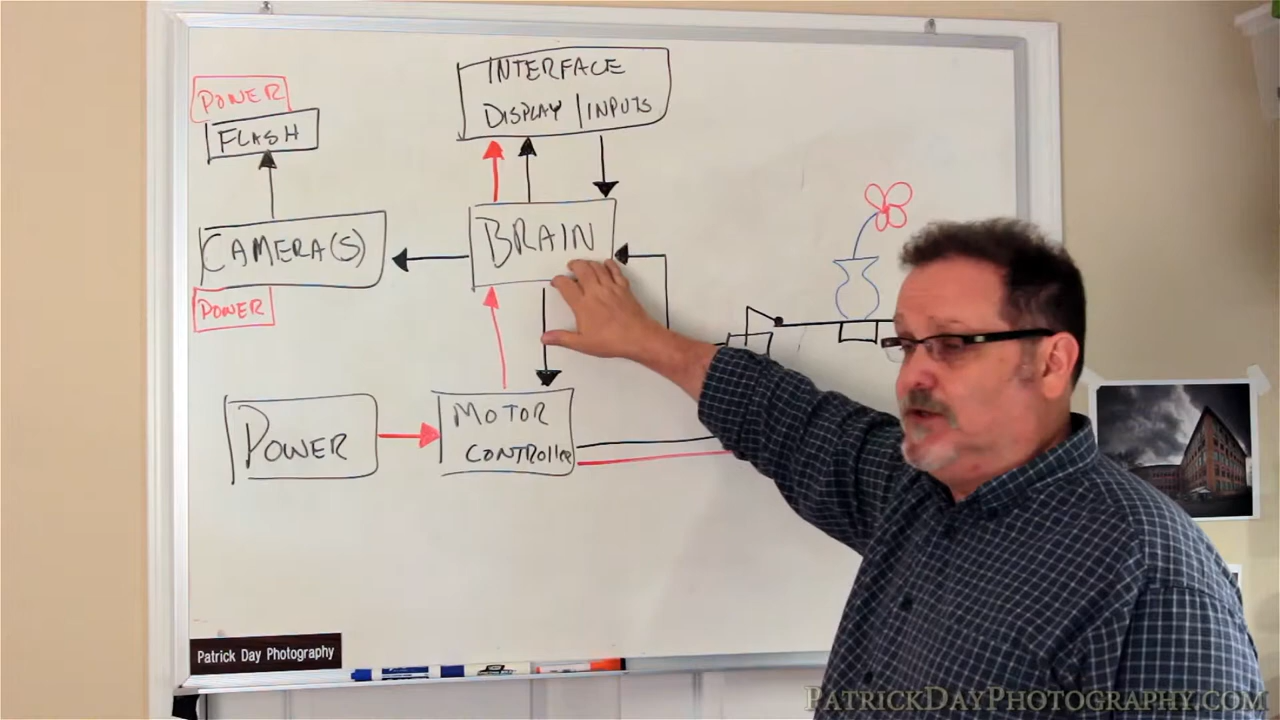 INTERFACE
DISPLAY / INPUTS
POWER
FLASH
CAMERA(S)
BRAIN
POWER
POWER
MOTOR
CONTROllER
Patrick Day Photography
PATRICKDAYPHOTOGRAPHY.COM